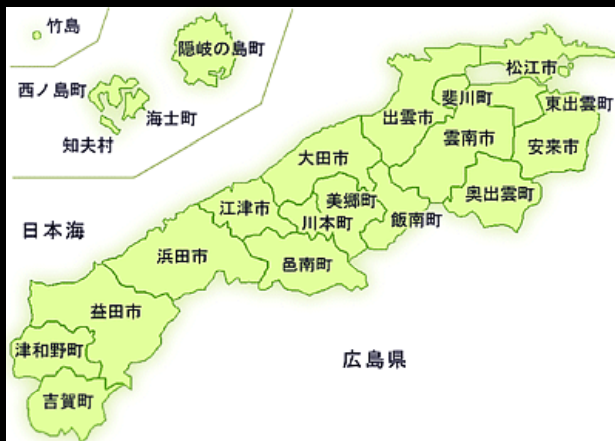 竹島
隠岐の島町
西ノ島町
海士町
知夫村
松江市
斐川町
東出雲町
出雲市
雲南市
安来市
大田市
奥出雲町
美郷町
江津市
川本町
飯南町
日本海
浜田市
邑南町
益田市
津和野町
広島県
吉賀町